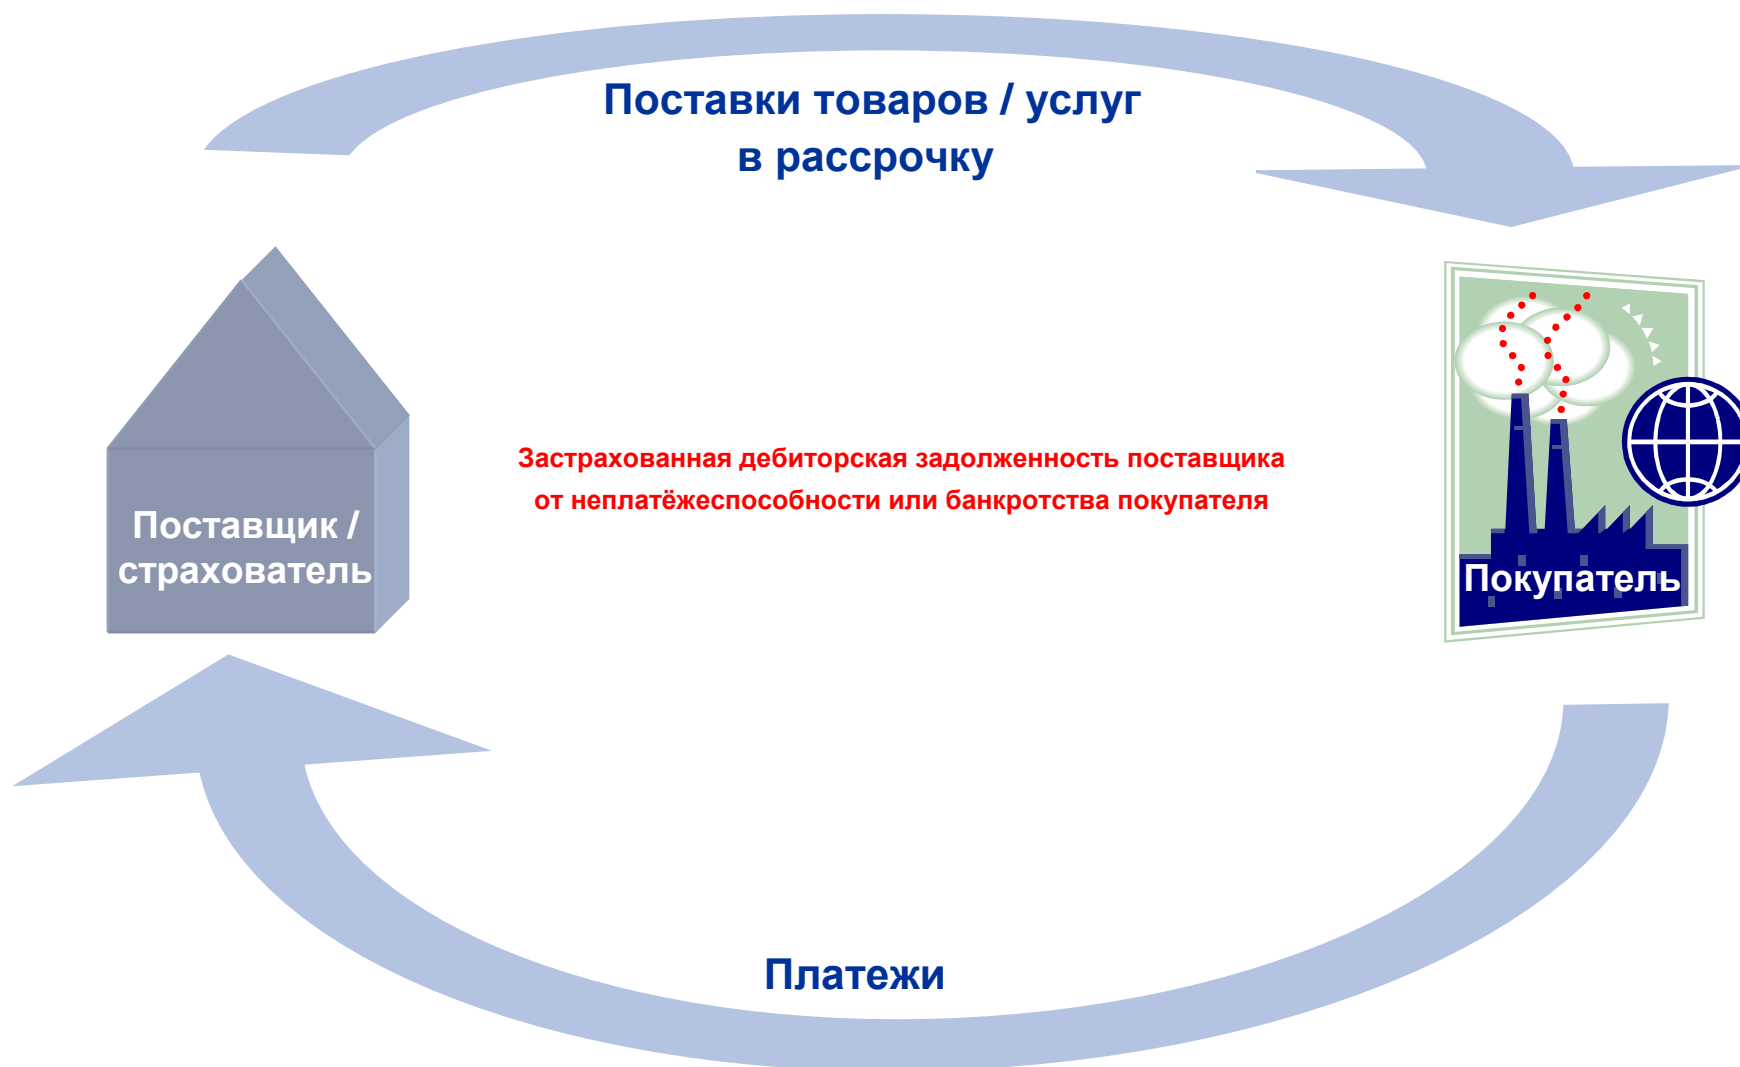 Поставки товаров / услуг
в рассрочку
Застрахованная дебиторская задолженность поставщика
от неплатёжеспособности или банкротства покупателя
Поставщик /
страхователь
Покупатель
Платежи